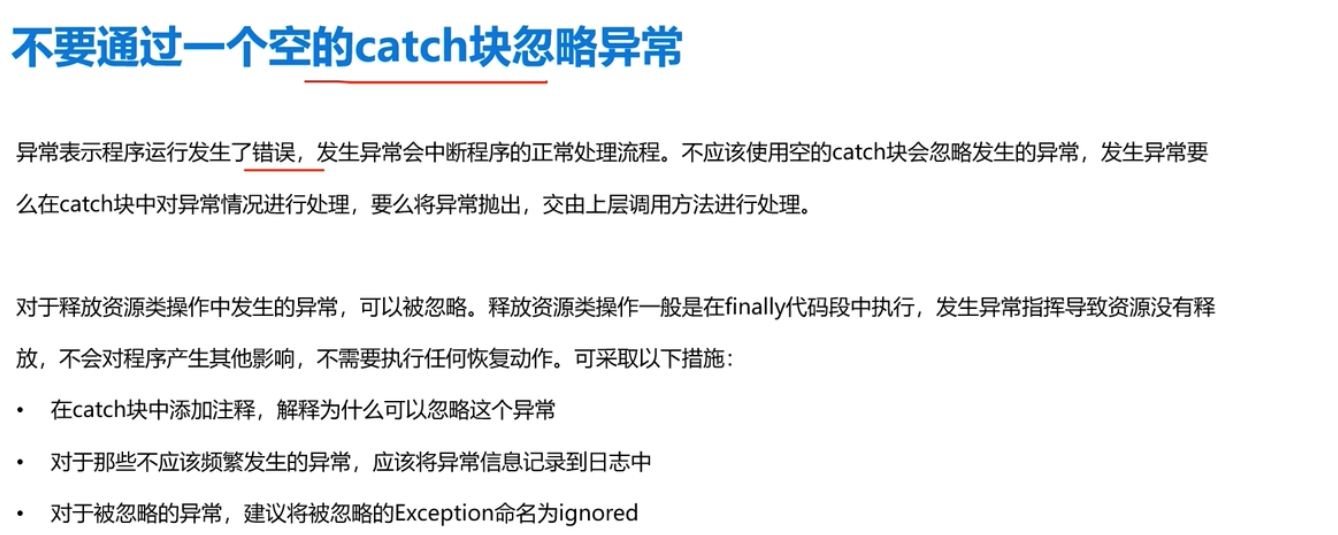 不要通过一个空的catch块忽略异常
异常表示程序运行发生了错误，发生异常会中断程序的正常处理流程。不应该使用空的catch块会忽略发生的异常，发生异常要
么在catch块中对异常情况进行处理，要么将异常抛出，交由上层调用方法进行处理。
对于释放资源类操作中发生的异常，可以被忽略。释放资源类操作一般是在finally代码段中执行，发生异常指挥导致资源没有释
放，不会对程序产生其他影响，不需要执行任何恢复动作。可采取以下措施：
• 在catch块中添加注释，解释为什么可以忽略这个异常
• 对于那些不应该频繁发生的异常，应该将异常信息记录到日志中
• 对于被忽略的异常，建议将被忽略的Exception命名为ignored